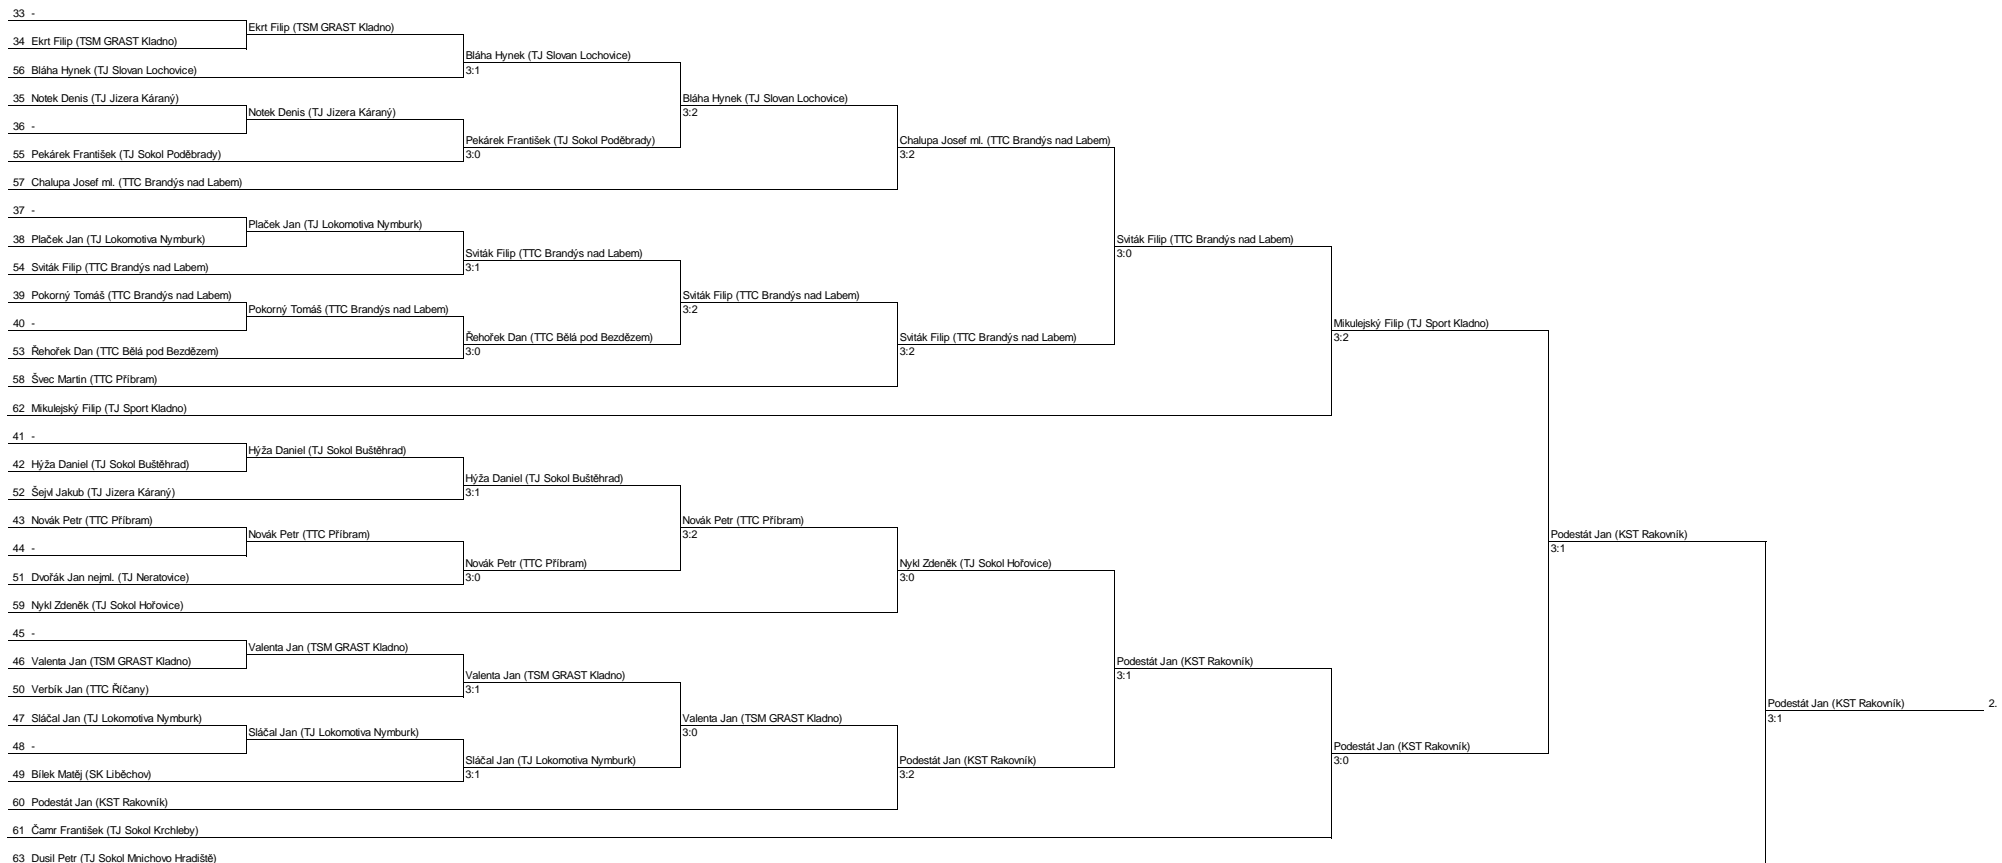 33 -
Ekrt Filip (TSM GRAST Kladno)
34 Ekrt Filip (TSM GRAST Kladno)
Bláha Hynek (TJ Slovan Lochovice)
56 Bláha Hynek (TJ Slovan Lochovice)
3:1
35 Notek Denis (TJ Jizera Káraný)
Bláha Hynek (TJ Slovan Lochovice)
Notek Denis (TJ Jizera Káraný)
3:2
36 -
Pekárek František (TJ Sokol Poděbrady)
Chalupa Josef ml. (TTC Brandýs nad Labem)
55 Pekárek František (TJ Sokol Poděbrady)
3:0
3:2
57 Chalupa Josef ml. (TTC Brandýs nad Labem)
37 -
Plaček Jan (TJ Lokomotiva Nymburk)
38 Plaček Jan (TJ Lokomotiva Nymburk)
Sviták Filip (TTC Brandýs nad Labem)
Sviták Filip (TTC Brandýs nad Labem)
3:0
54 Sviták Filip (TTC Brandýs nad Labem)
3:1
39 Pokorný Tomáš (TTC Brandýs nad Labem)
Sviták Filip (TTC Brandýs nad Labem)
Pokorný Tomáš (TTC Brandýs nad Labem)
3:2
40 -
Mikulejský Filip (TJ Sport Kladno)
Řehořek Dan (TTC Bělá pod Bezdězem)
Sviták Filip (TTC Brandýs nad Labem)
3:2
53 Řehořek Dan (TTC Bělá pod Bezdězem)
3:0
3:2
58 Švec Martin (TTC Příbram)
62 Mikulejský Filip (TJ Sport Kladno)
41 -
Hýža Daniel (TJ Sokol Buštěhrad)
42 Hýža Daniel (TJ Sokol Buštěhrad)
Hýža Daniel (TJ Sokol Buštěhrad)
52 Šejvl Jakub (TJ Jizera Káraný)
3:1
43 Novák Petr (TTC Příbram)
Novák Petr (TTC Příbram)
Novák Petr (TTC Příbram)
3:2
Podestát Jan (KST Rakovník)
44 -
3:1
Novák Petr (TTC Příbram)
Nykl Zdeněk (TJ Sokol Hořovice)
51 Dvořák Jan nejml. (TJ Neratovice)
3:0
3:0
59 Nykl Zdeněk (TJ Sokol Hořovice)
45 -
Valenta Jan (TSM GRAST Kladno)
46 Valenta Jan (TSM GRAST Kladno)
Podestát Jan (KST Rakovník)
Valenta Jan (TSM GRAST Kladno)
3:1
50 Verbík Jan (TTC Říčany)
3:1
Podestát Jan (KST Rakovník) 2.
47 Sláčal Jan (TJ Lokomotiva Nymburk)
Valenta Jan (TSM GRAST Kladno)
3:1
Sláčal Jan (TJ Lokomotiva Nymburk)
3:0
48 -
Podestát Jan (KST Rakovník)
Sláčal Jan (TJ Lokomotiva Nymburk)
Podestát Jan (KST Rakovník)
3:0
49 Bílek Matěj (SK Liběchov)
3:1
3:2
60 Podestát Jan (KST Rakovník)
61 Čamr František (TJ Sokol Krchleby)
63 Dusil Petr (TJ Sokol Mnichovo Hradiště)